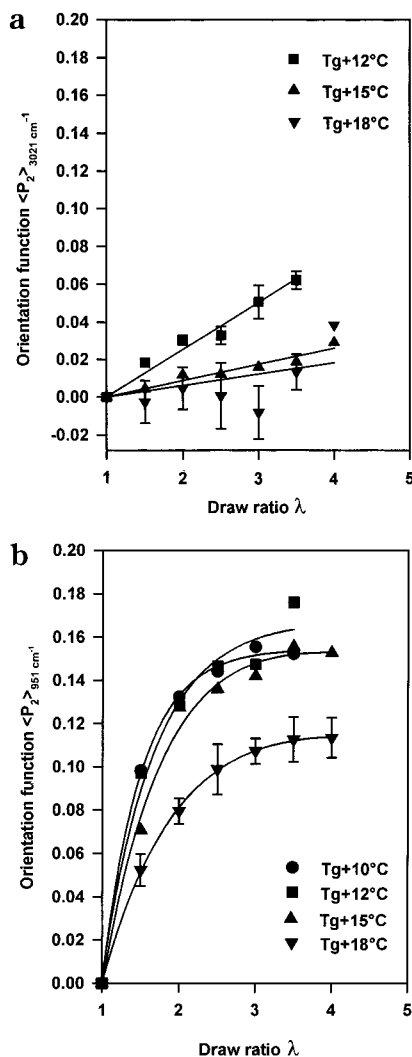 a
Orientation function <P₂> 3021 cm⁻¹
0.20
0.18
0.16
0.14
0.12
0.10
0.08
0.06
0.04
0.02
0.00
-0.02
Tg+12°C
Tg+15°C
Tg+18°C
1 2 3 4 5
Draw ratio λ
b
Orientation function <P₂> 951 cm⁻¹
0.20
0.18
0.16
0.14
0.12
0.10
0.08
0.06
0.04
0.02
0.00
Tg+10°C
Tg+12°C
Tg+15°C
Tg+18°C
1 2 3 4 5
Draw ratio λ